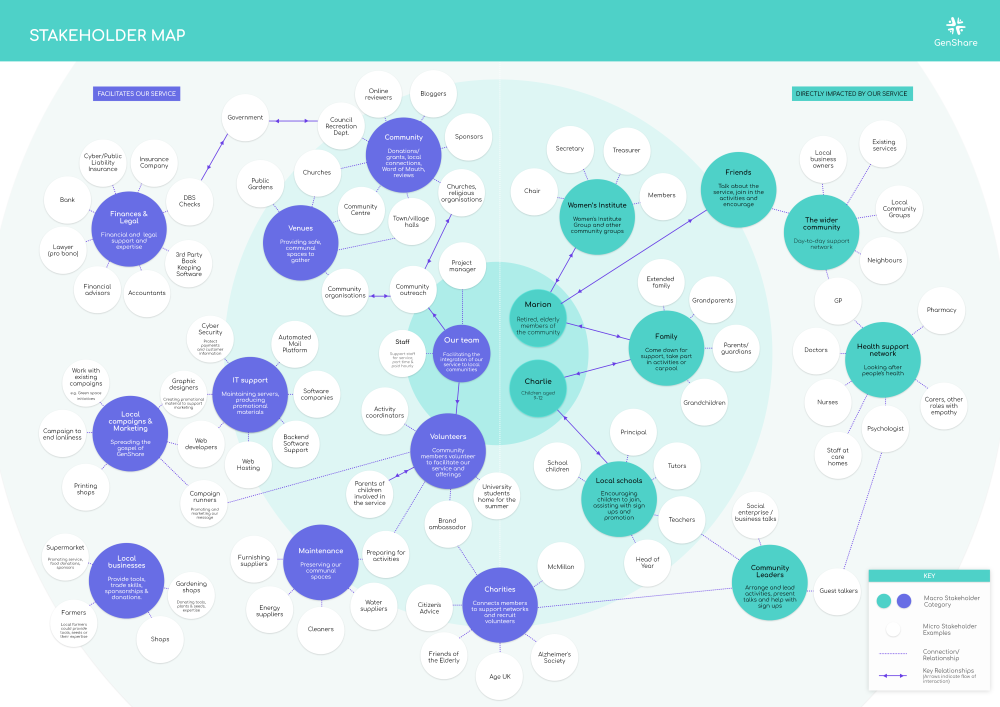 STAKEHOLDER MAP
GenShare
FACILITATES OUR SERVICE
DIRECTLY IMPACTED BY OUR SERVICE
Government
Council
Recreation
Dept.
Online
reviewers
Bloggers
Sponsors
Community
Donations/
grants, local
connections,
Word of Mouth,
reviews
Churches,
religious
organisations
Town/village
halls
Community
Centre
Churches
Public
Gardens
Venues
Providing safe,
communal
spaces to
gather
Community
organisations
Community
outreach
Project
manager
Cyber/Public
Liability
Insurance
Insurance
Company
Bank
DBS
Checks
Finances &
Legal
Financial and legal
support and
expertise
Lawyer
(pro bono)
3rd Party
Book
Keeping
Software
Financial
advisors
Accountants
Our team
Facilitating the
integration of our
service to local
communities
Staff
Support staff
for service,
part time &
paid hourly
Cyber
Security
Protect
payments
and customer
information
Automated
Mail
Platform
IT support
Maintaining servers,
producing
promotional
materials
Software
companies
Backend
Software
Support
Web
Hosting
Web
developers
Graphic
designers
Creating promotional
material to support
marketing
Work with
existing
campaigns
e.g. Green space
initiatives
Local
campaigns &
Marketing
Spreading the
gospel of
GenShare
Campaign to
end lonliness
Printing
shops
Campaign
runners
Promoting and
marketing our
message
Activity
coordinators
Volunteers
Community
members volunteer
to facilitate our
service and
offerings
Parents of
children
involved in
the service
University
students
home for the
summer
Brand
ambassador
Preparing for
activities
Maintenance
Preserving our
communal
spaces
Furnishing
suppliers
Energy
suppliers
Cleaners
Water
suppliers
Supermarket
Promoting service,
food donations,
sponsors
Local
businesses
Provide tools,
trade skills,
sponsorships &
donations.
Gardening
shops
Donating tools,
plants & seeds,
expertise
Farmers
Local farmers
could provide
tools, seeds or
their expertise
Shops
Charities
Connects members
to support networks
and recruit
volunteers
McMillan
Citizens
Advice
Friends of
the Elderly
Age UK
Alzheimer's
Society
Secretary
Treasurer
Chair
Members
Women's Institute
Women's Institute
Group and other
community groups
Friends
Talk about the
service, join in the
activities and
encourage
Local
business
owners
Existing
services
The wider
community
Day-to-day support
network
Local
Community
Groups
Neighbours
Marion
Retired, elderly
members of
the community
Charlie
Children aged
9-12
Extended
family
Grandparents
Family
Come down for
support, take part
in activities or
carpool
Parents/
guardians
Grandchildren
GP
Pharmacy
Doctors
Health support
network
Looking after
people's health
Nurses
Carers, other
roles with
empathy
Psychologist
Staff at
care
homes
Principal
School
children
Tutors
Local schools
Encouraging
children to join,
assisting with sign
ups and
promotion
Teachers
Head of
Year
Social
enterprise /
business talks
Community
Leaders
Arrange and lead
activities, present
talks and help with
sign ups
Guest talkers
KEY
Macro Stakeholder
Category
Micro Stakeholder
Examples
Connection/
Relationship
Key Relationships
(Arrows indicate flow of
interaction)